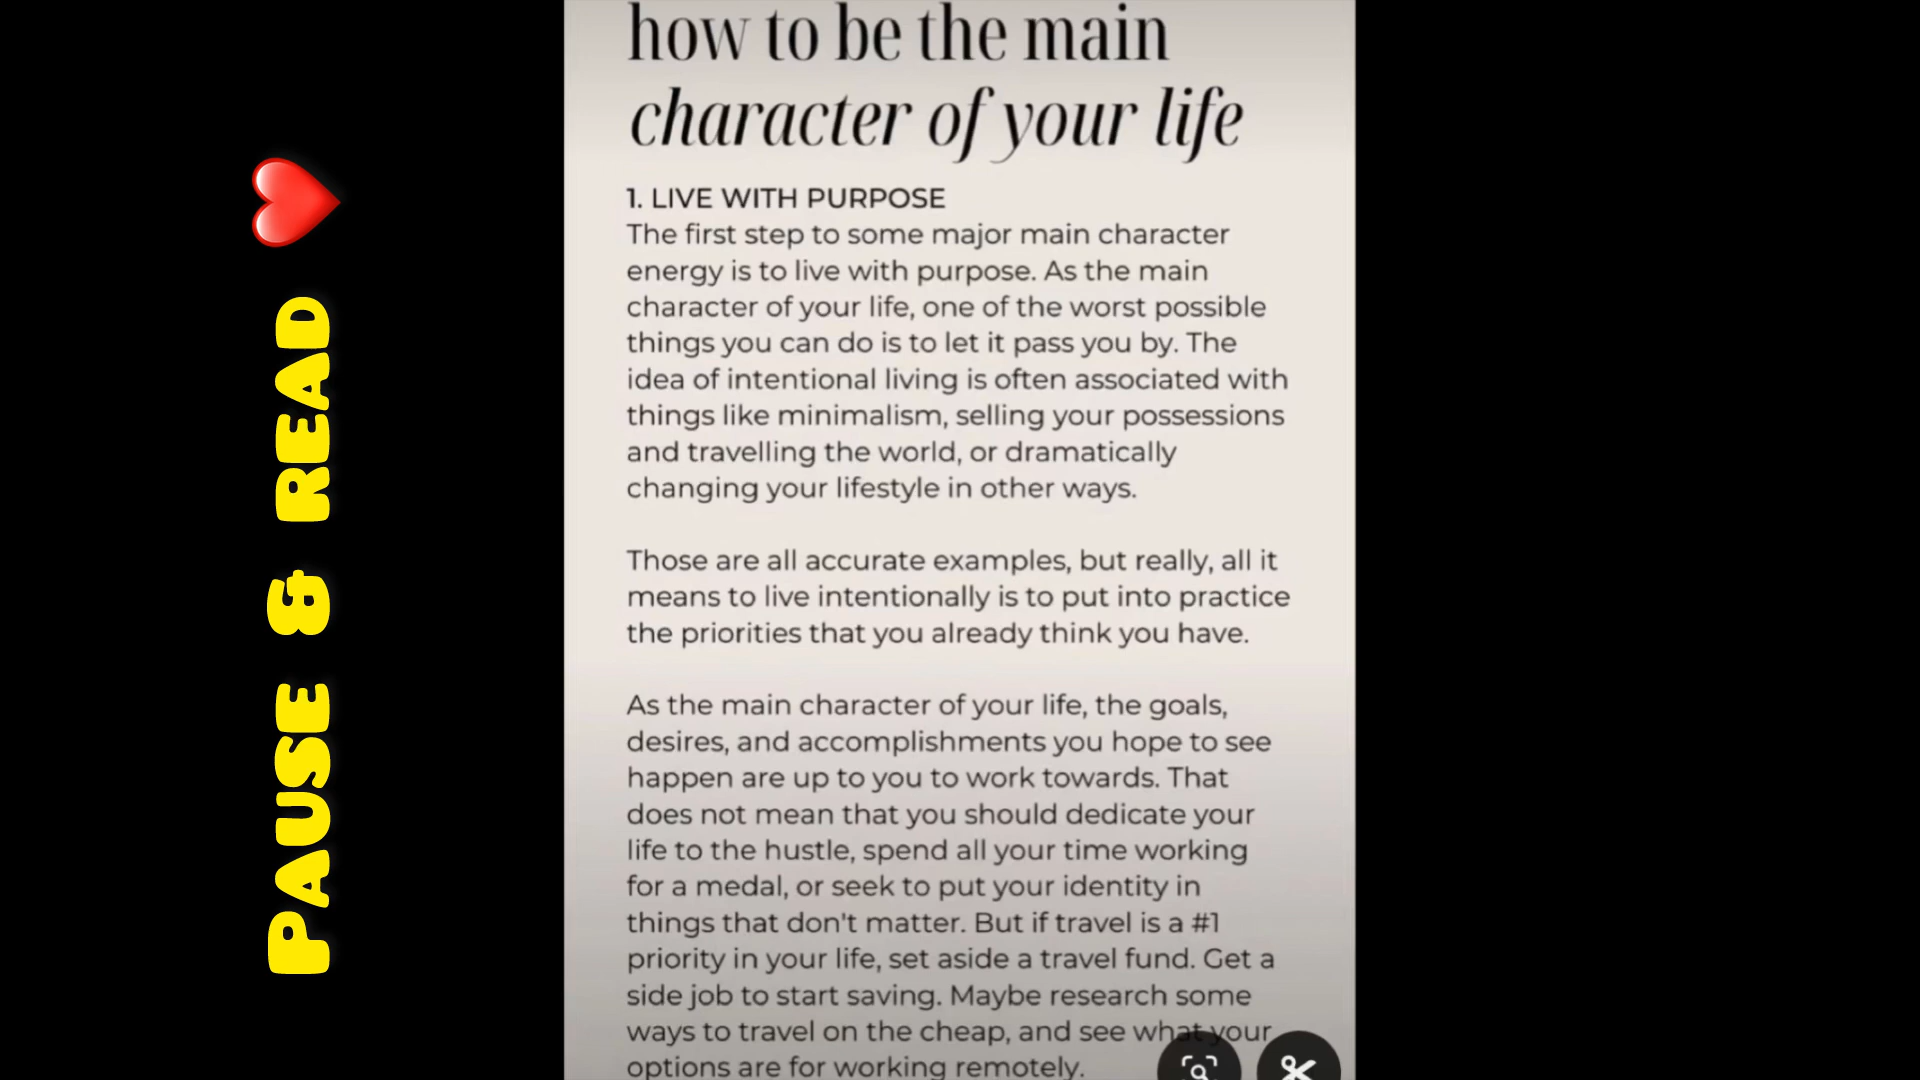 PAUSE & READ
how to be the main
character of your life
1. LIVE WITH PURPOSE
The first step to some major main character
energy is to live with purpose. As the main
character of your life, one of the worst possible
things you can do is to let it pass you by. The
idea of intentional living is often associated with
things like minimalism, selling your possessions
and travelling the world, or dramatically
changing your lifestyle in other ways.
Those are all accurate examples, but really, all it
means to live intentionally is to put into practice
the priorities that you already think you have.
As the main character of your life, the goals,
desires, and accomplishments you hope to see
happen are up to you to work towards. That
does not mean that you should dedicate your
life to the hustle, spend all your time working
for a medal, or seek to put your identity in
things that don't matter. But if travel is a #1
priority in your life, set aside a travel fund. Get a
side job to start saving. Maybe research some
ways to travel on the cheap, and see what your
options are for working remotely.